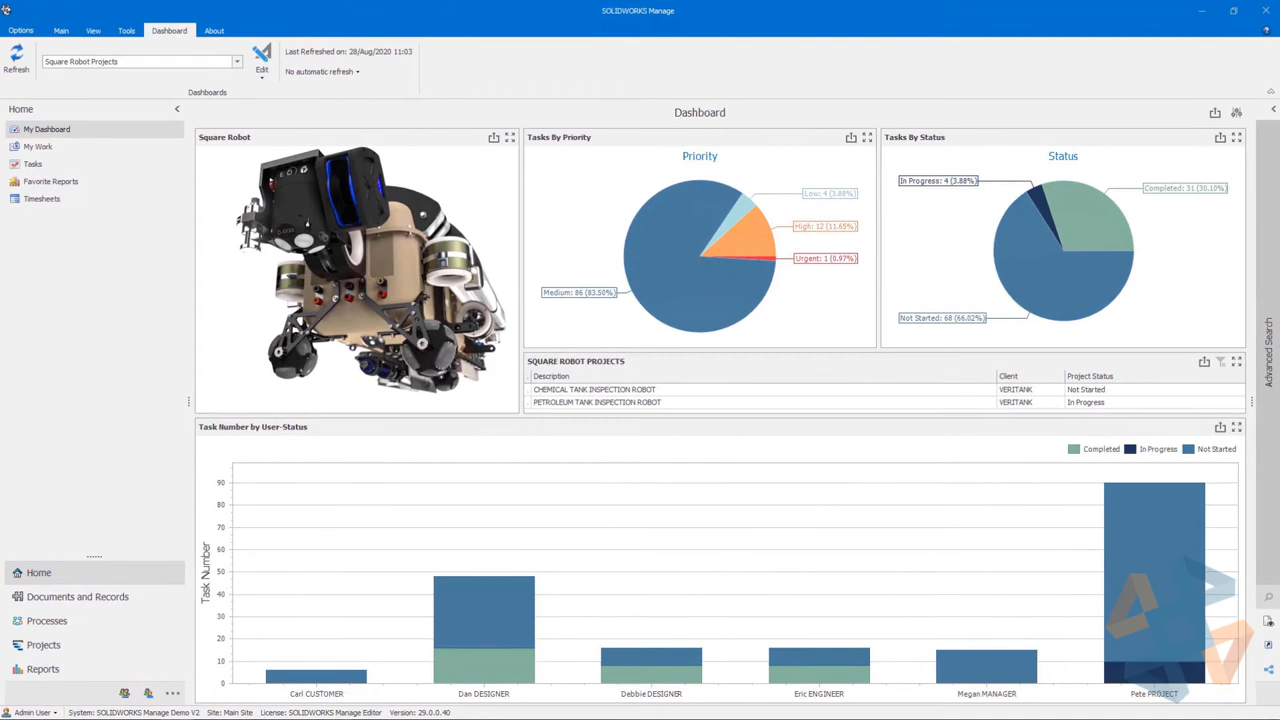 SOLIDWORKS Manage
Options Main View Tools Dashboard About
Refresh
Square Robot Projects
Edit
Last Refreshed on: 28/Aug/2020 11:03
No automatic refresh
Dashboards
Home
My Dashboard
My Work
Tasks
Favorite Reports
Timesheets
Dashboard
Square Robot
Tasks By Priority
Priority
Low: 4 (3.88%)
High: 12 (11.65%)
Urgent: 1 (0.97%)
Medium: 86 (83.50%)
Tasks By Status
Status
In Progress: 4 (3.88%)
Completed: 31 (30.10%)
Not Started: 68 (66.02%)
SQUARE ROBOT PROJECTS
Description Client Project Status
CHEMICAL TANK INSPECTION ROBOT VERITANK Not Started
PETROLEUM TANK INSPECTION ROBOT VERITANK In Progress
Advanced Search
Task Number by User-Status
Completed In Progress Not Started
Task Number
90
80
70
60
50
40
30
20
10
0
Carl CUSTOMER Dan DESIGNER Debbie DESIGNER Eric ENGINEER Megan MANAGER Pete PROJECT
Home
Documents and Records
Processes
Projects
Reports
Admin User System: SOLIDWORKS Manage Demo V2 Site: Main Site License: SOLIDWORKS Manage Editor Version: 29.0.0.40